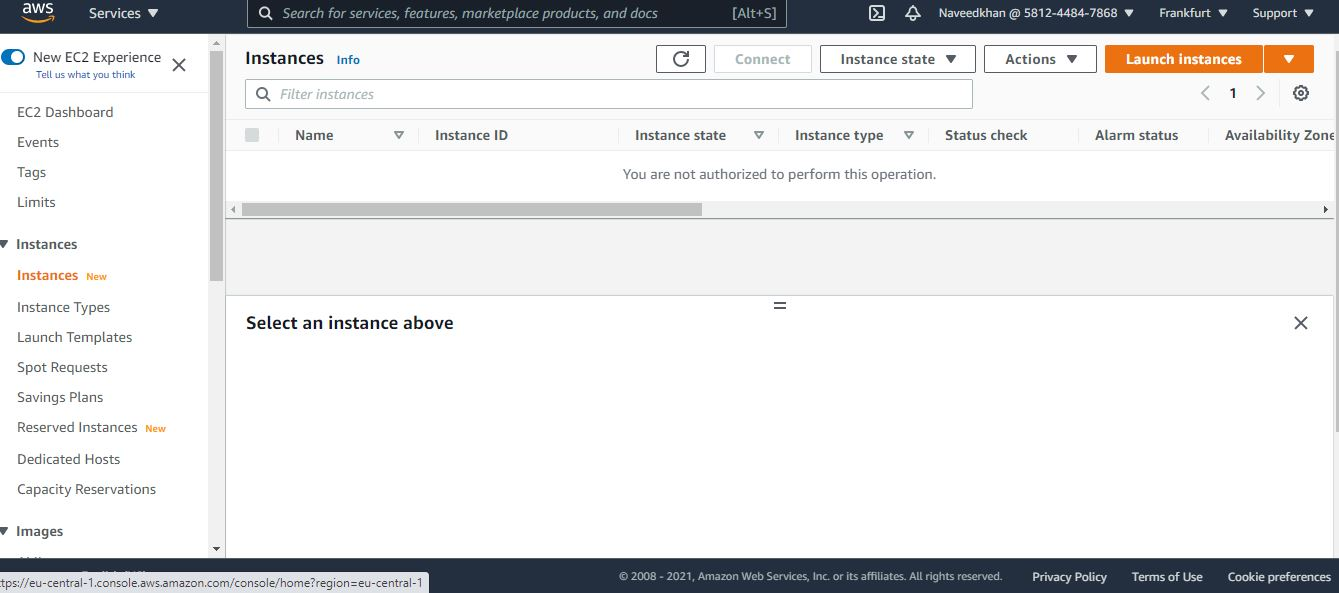 aws
Services
Search for services, features, marketplace products, and docs
[Alt+S]
Naveedkhan @ 5812-4484-7868
Frankfurt
Support
New EC2 Experience
Tell us what you think
EC2 Dashboard
Events
Tags
Limits
Instances
Instances New
Instance Types
Launch Templates
Spot Requests
Savings Plans
Reserved Instances New
Dedicated Hosts
Capacity Reservations
Images
Instances Info
Connect
Instance state
Actions
Launch instances
Filter instances
1
Name
Instance ID
Instance state
Instance type
Status check
Alarm status
Availability Zone
You are not authorized to perform this operation.
Select an instance above
ttps://eu-central-1.console.aws.amazon.com/console/home?region=eu-central-1
© 2008 - 2021, Amazon Web Services, Inc. or its affiliates. All rights reserved.
Privacy Policy
Terms of Use
Cookie preferences